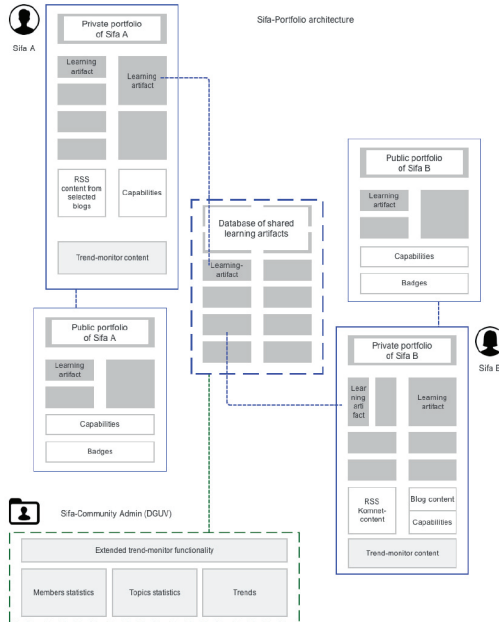 Sifa-Portfolio architecture
Sifa A
Private portfolio
of Sifa A
Learning
artifact
Learning
artifact
RSS
content from
selected
blogs
Capabilities
Trend-monitor content
Public portfolio
of Sifa A
Learning
artifact
Capabilities
Badges
Database of shared
learning artifacts
Learning-
artifact
Public portfolio
of Sifa B
Learning
artifact
Capabilities
Badges
Sifa B
Private portfolio
of Sifa B
Lear
ning
arti
fact
Learning
artifact
RSS
Komnet-
content
Blog content
Capabilities
Trend-monitor content
Sifa-Community Admin (DGUV)
Extended trend-monitor functionality
Members statistics
Topics statistics
Trends